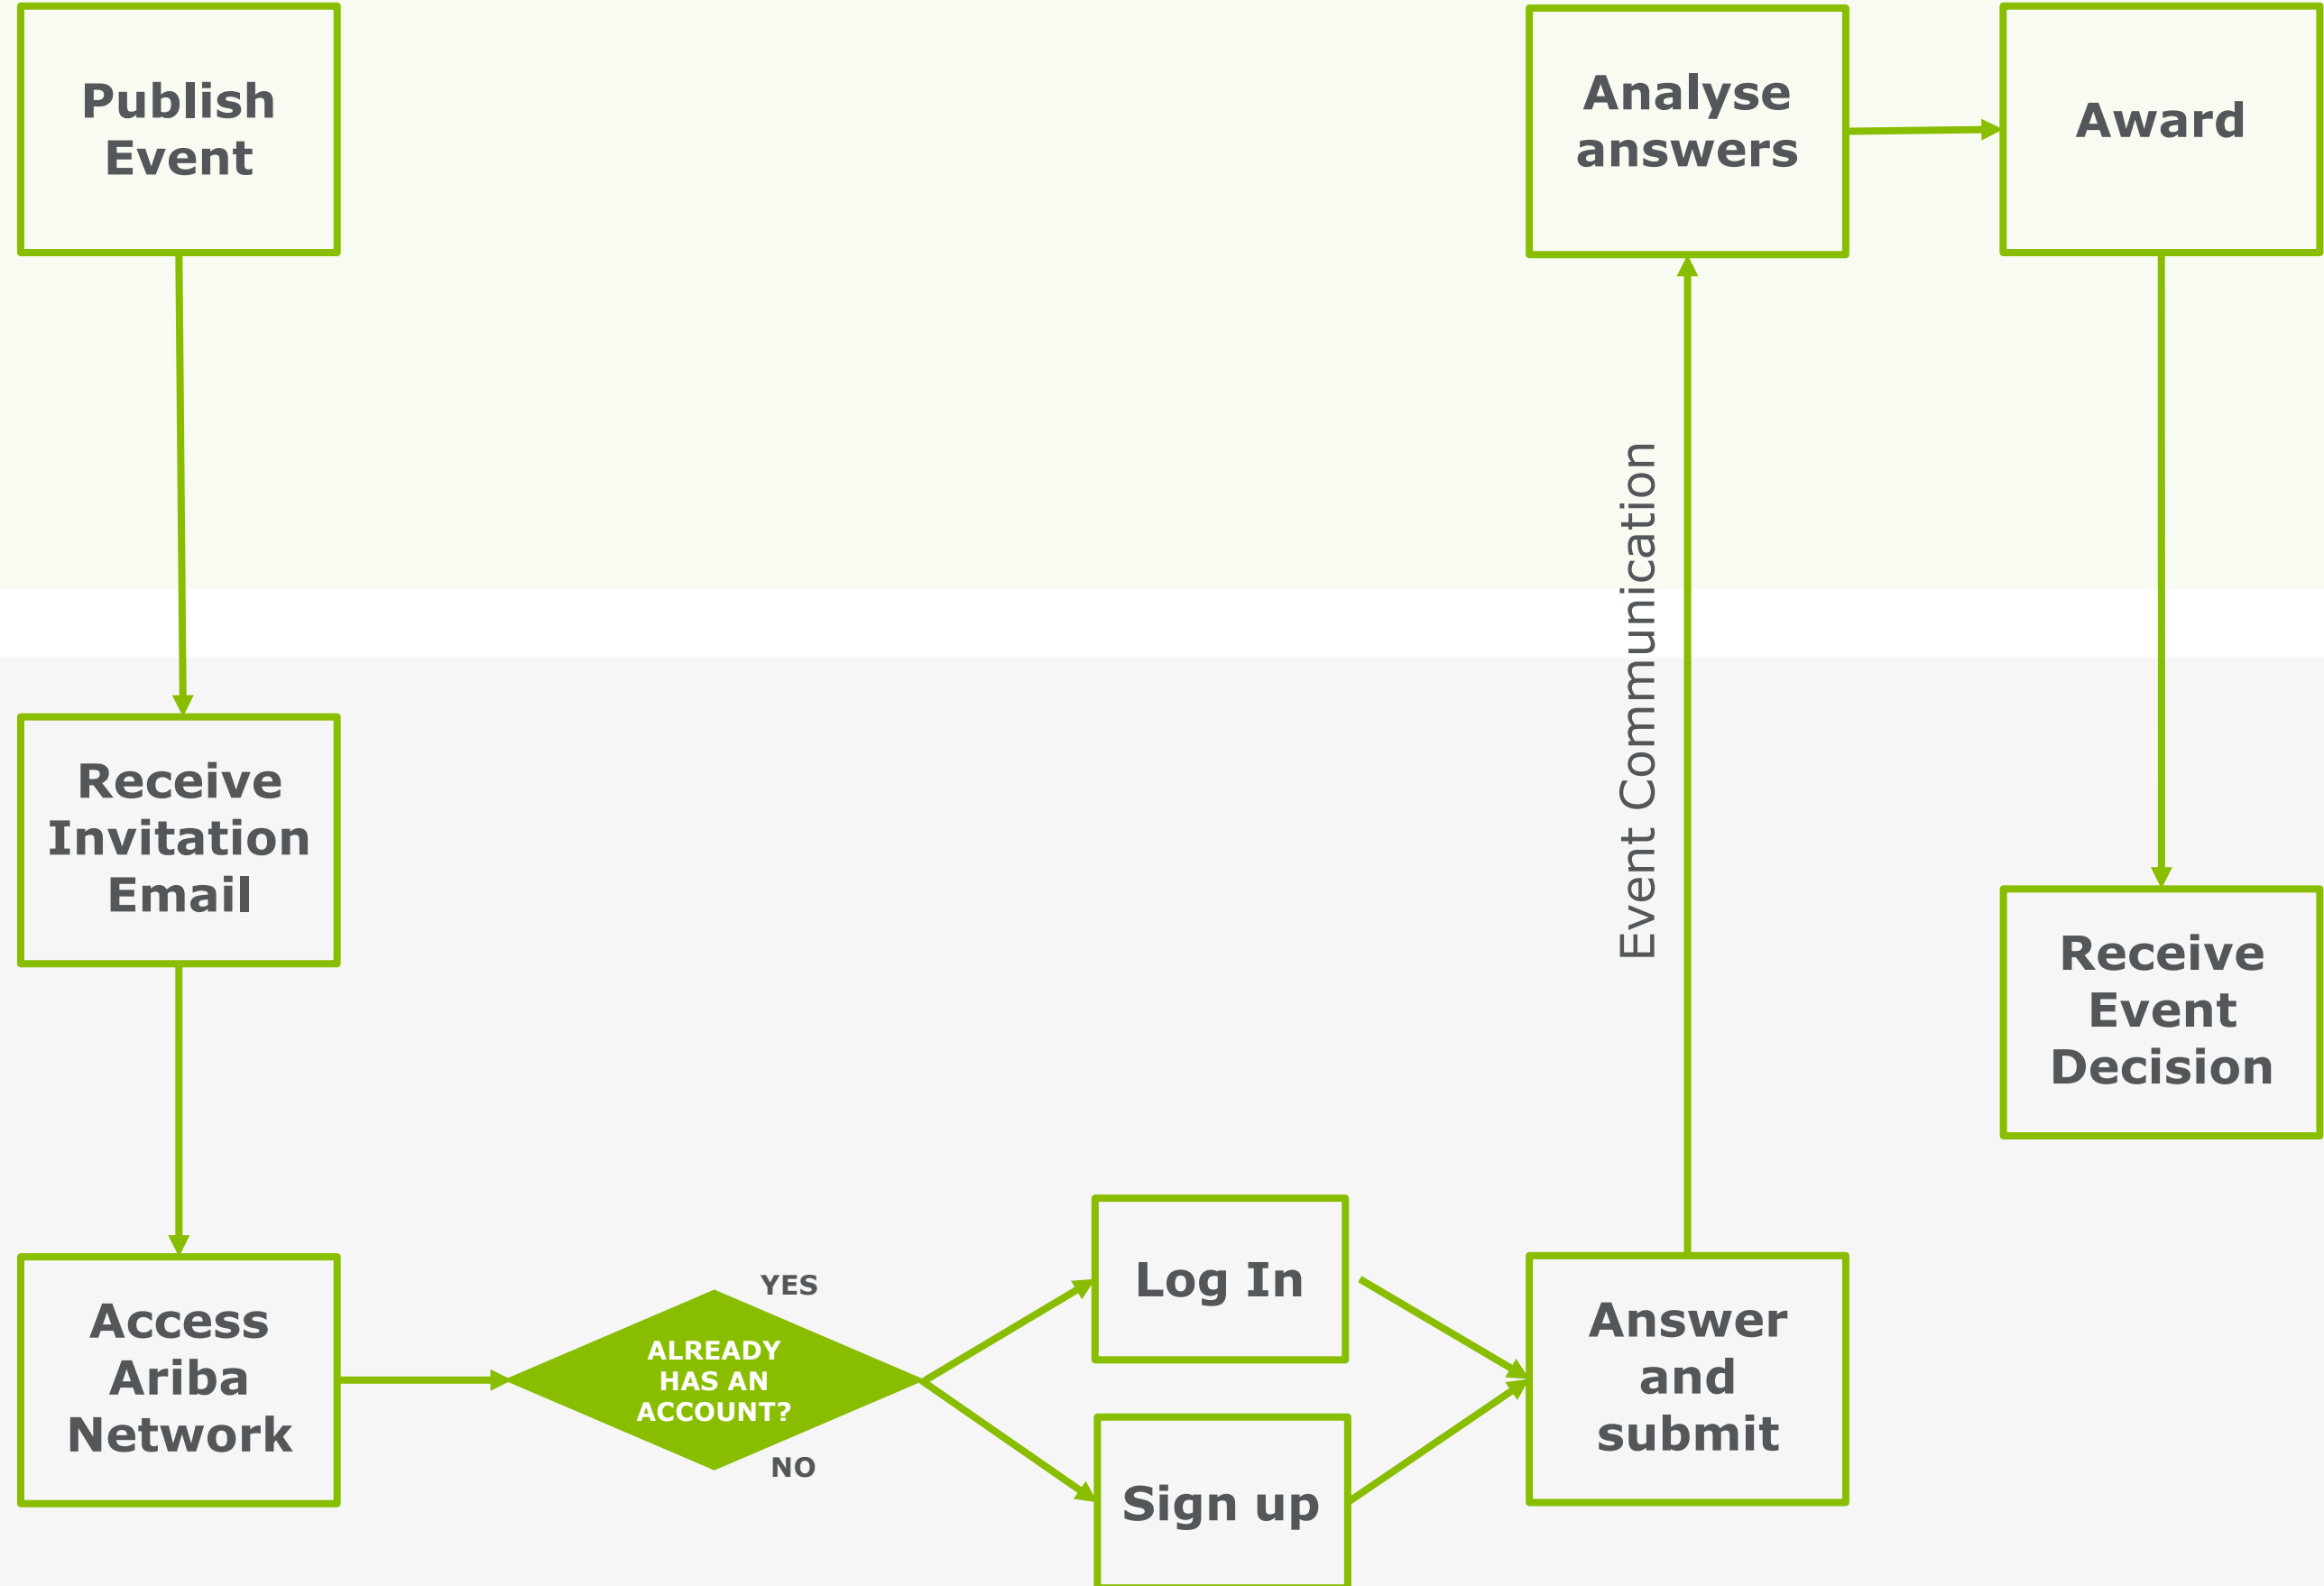 Publish
Event
Analyse
answers
Award
Event Communication
Receive
Invitation
Email
Receive
Event
Decision
Access
Ariba
Network
YES
ALREADY
HAS AN
ACCOUNT?
NO
Log In
Sign up
Answer
and
submit